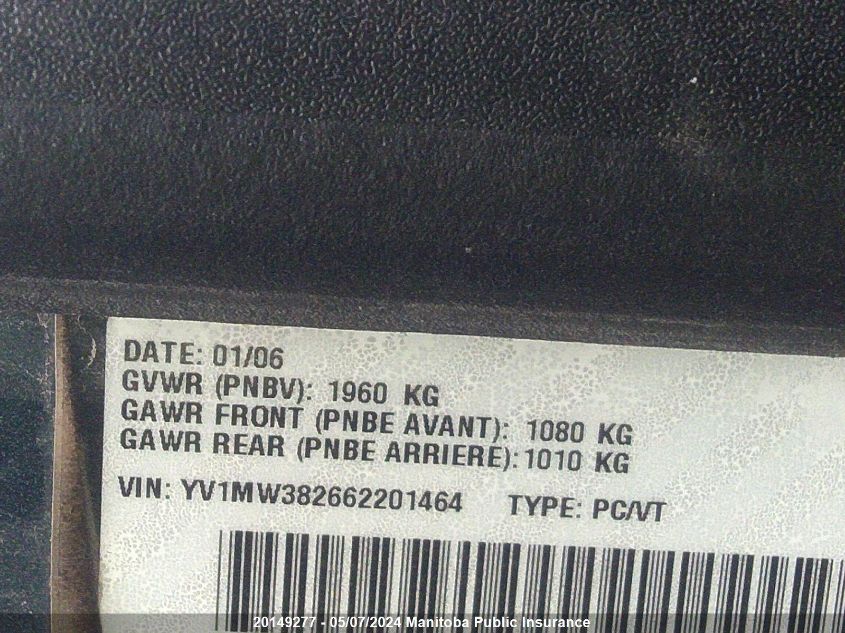 DATE: 01/06
GVWR (PNBV): 1960 KG
GAWR FRONT (PNBE AVANT): 1080 KG
GAWR REAR (PNBE ARRIERE): 1010 KG
VIN: YV1MW382662201464 TYPE: PC/VT
20149277 - 05/07/2024 Manitoba Public Insurance